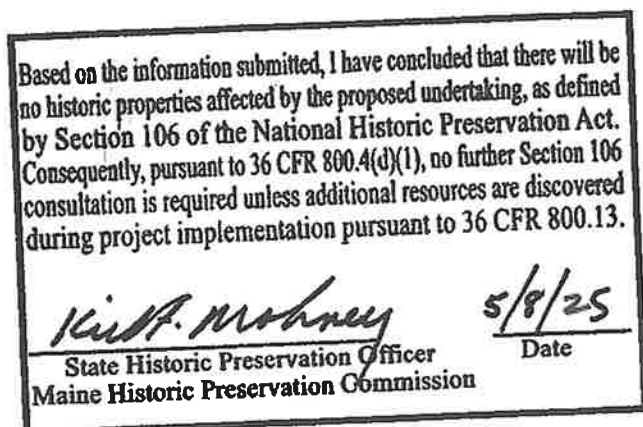 Based on the information submitted, I have concluded that there will be
no historic properties affected by the proposed undertaking, as defined
by Section 106 of the National Historic Preservation Act.
Consequently, pursuant to 36 CFR 800.4(d)(1), no further Section 106
consultation is required unless additional resources are discovered
during project implementation pursuant to 36 CFR 800.13.
Kirk F. Mohney 5/8/25
State Historic Preservation Officer Date
Maine Historic Preservation Commission